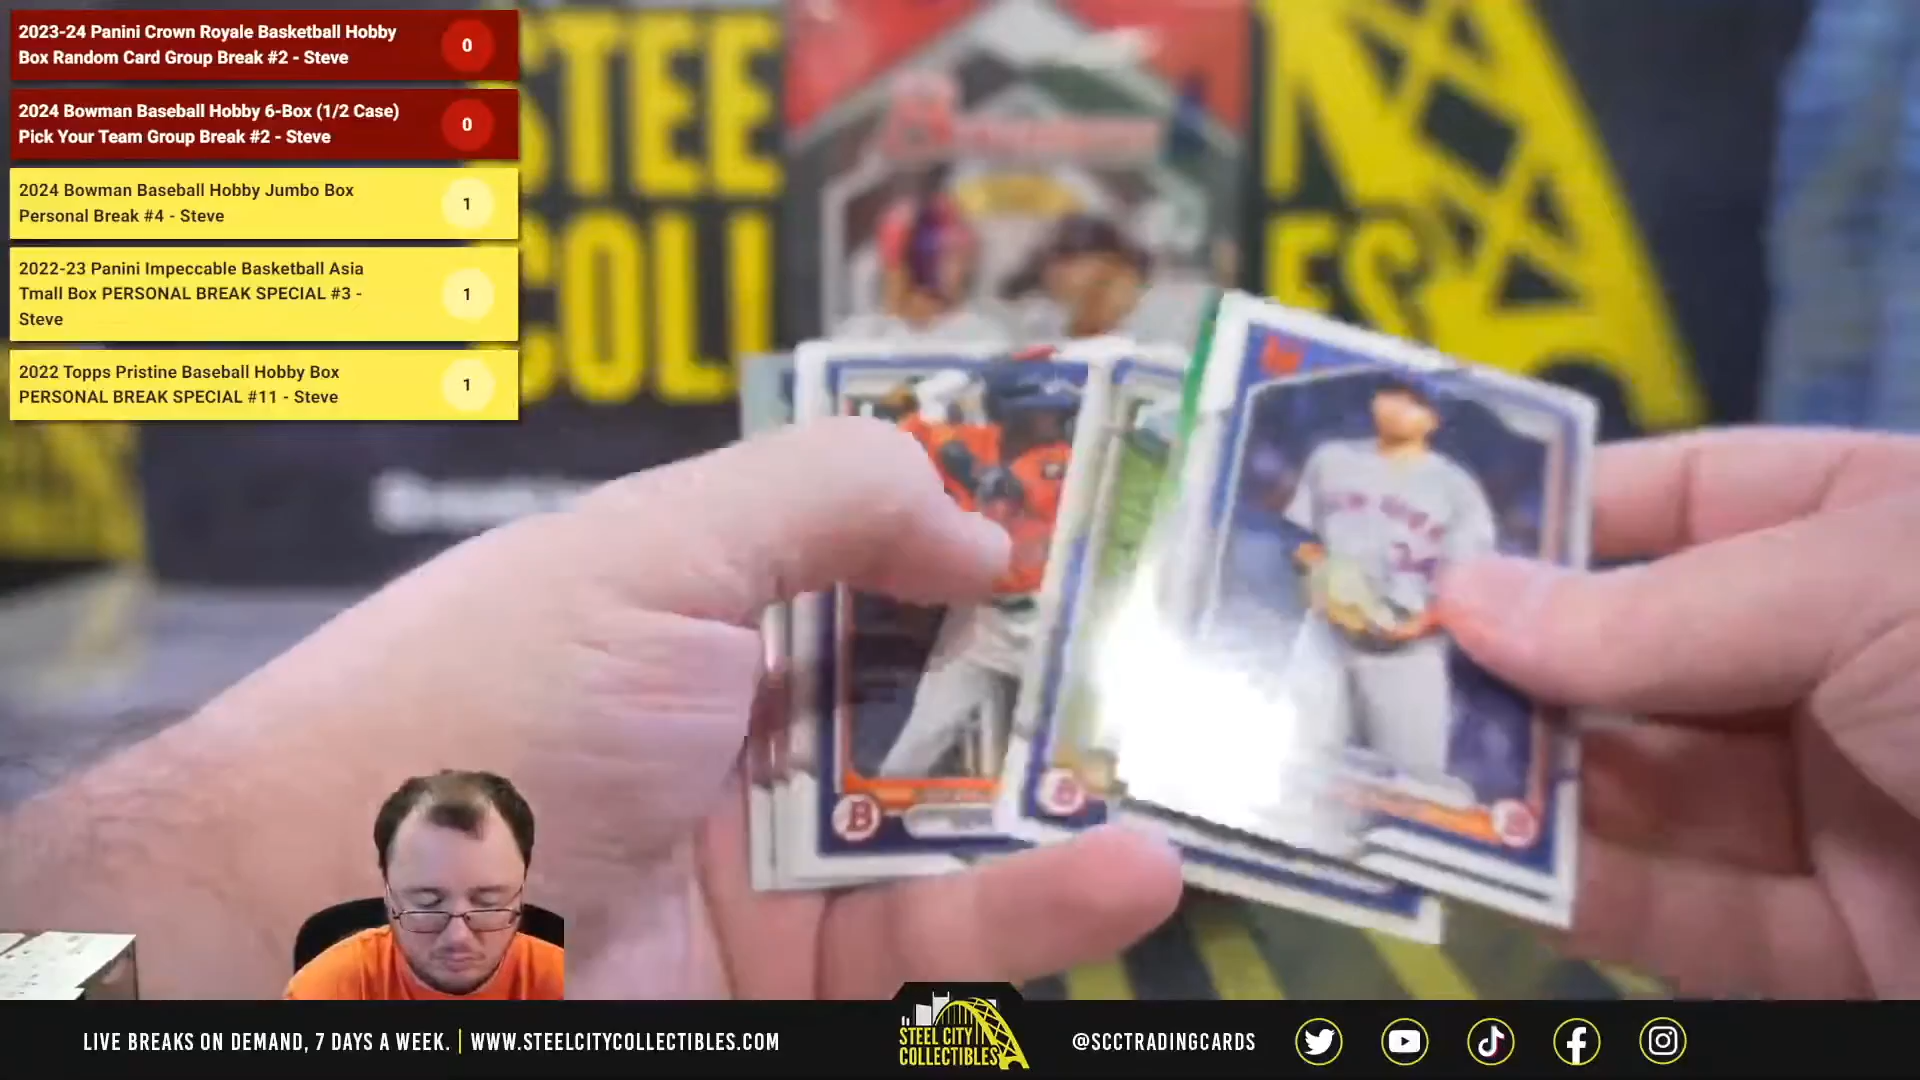 2023-24 Panini Crown Royale Basketball Hobby
Box Random Card Group Break #2 - Steve
0
2024 Bowman Baseball Hobby 6-Box (1/2 Case)
Pick Your Team Group Break #2 - Steve
0
2024 Bowman Baseball Hobby Jumbo Box
Personal Break #4 - Steve
1
2022-23 Panini Impeccable Basketball Asia
Tmall Box PERSONAL BREAK SPECIAL #3 -
Steve
1
2022 Topps Pristine Baseball Hobby Box
PERSONAL BREAK SPECIAL #11 - Steve
1
STEE
COLL
ES
34
B
LIVE BREAKS ON DEMAND, 7 DAYS A WEEK. | WWW.STEELCITYCOLLECTIBLES.COM
STEEL CITY
COLLECTIBLES
@SCCTRADINGCARDS